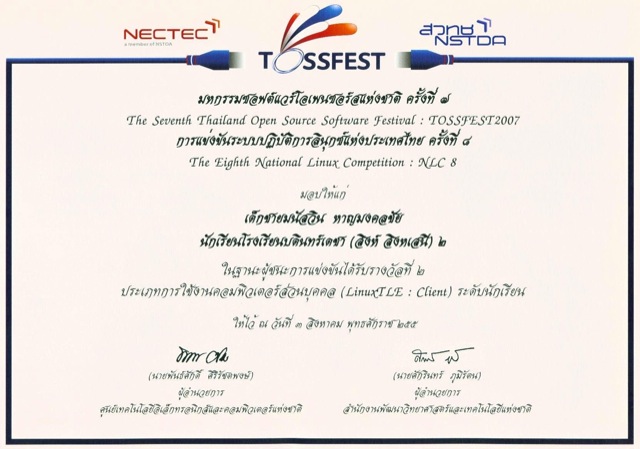 NECTEC
a member of NSTDA
TOSSFEST
สวทช
NSTDA
มหกรรมซอฟต์แวร์โอเพนซอร์สแห่งชาติ ครั้งที่ ๗
The Seventh Thailand Open Source Software Festival : TOSSFEST2007
การแข่งขันระบบปฏิบัติการลินุกซ์แห่งประเทศไทย ครั้งที่ ๘
The Eighth National Linux Competition : NLC 8
มอบให้แก่
เด็กชายมนัสวิน หาญมงคลชัย
นักเรียนโรงเรียนบดินทร์เดชา (สิงห์ สิงหเสนี) ๒
ในฐานะผู้ชนะการแข่งขันได้รับรางวัลที่ ๒
ประเภทการใช้งานคอมพิวเตอร์ส่วนบุคคล (LinuxTLE : Client) ระดับนักเรียน
ให้ไว้ ณ วันที่ ๓ สิงหาคม พุทธศักราช ๒๕๕
(นายพันธ์ศักดิ์ ศิริรัชตพงษ์)
(นายศักรินทร์ ภูมิรัตน)
ผู้อำนวยการ
ผู้อำนวยการ
ศูนย์เทคโนโลยีอิเล็กทรอนิกส์และคอมพิวเตอร์แห่งชาติ
สำนักงานพัฒนาวิทยาศาสตร์และเทคโนโลยีแห่งชาติ